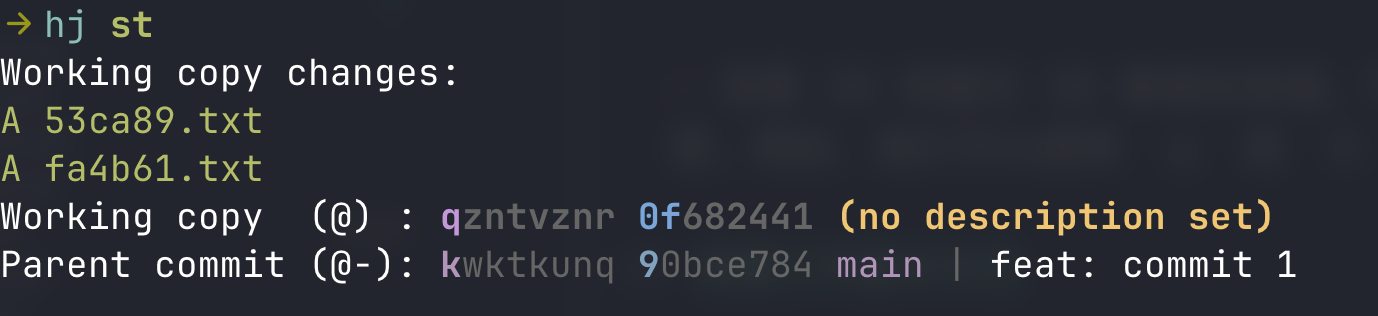 → hj st
Working copy changes:
A 53ca89.txt
A fa4b61.txt
Working copy  (@) : qzntvznr 0f682441 (no description set)
Parent commit (@-): kwktkunq 90bce784 main | feat: commit 1